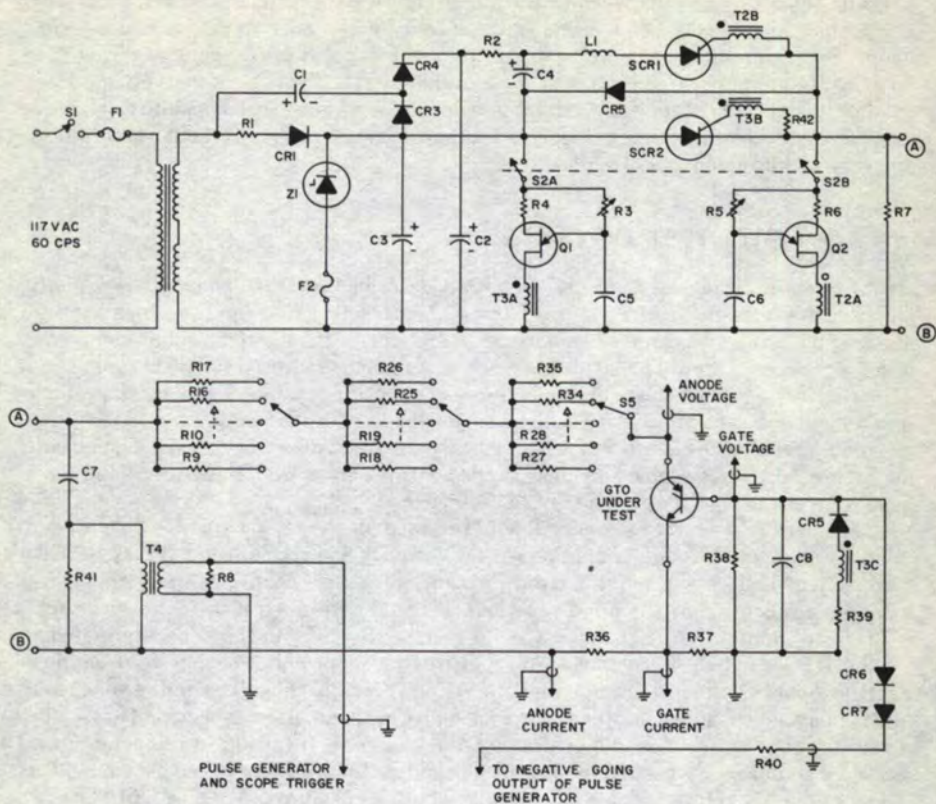 T2B
R2
L1
CR4
SCR1
C1
C4
CR3
CR5
T3B
S1
F1
R1
R42
SCR2
CR1
A
S2A
S2B
Z1
R4
R3
R5
R6
R7
117 VAC
60 CPS
C3
C2
Q1
Q2
F2
T3A
C5
C6
T2A
B
R17
R26
R35
ANODE
VOLTAGE
R16
R25
R34
S5
A
GATE
VOLTAGE
R10
R19
R28
R9
R18
R27
C7
GTO
UNDER
TEST
CR5
T4
R38
C8
T3C
R41
R8
R39
B
R36
R37
CR6
CR7
ANODE
CURRENT
GATE
CURRENT
R40
PULSE GENERATOR
AND SCOPE TRIGGER
TO NEGATIVE GOING
OUTPUT OF PULSE
GENERATOR